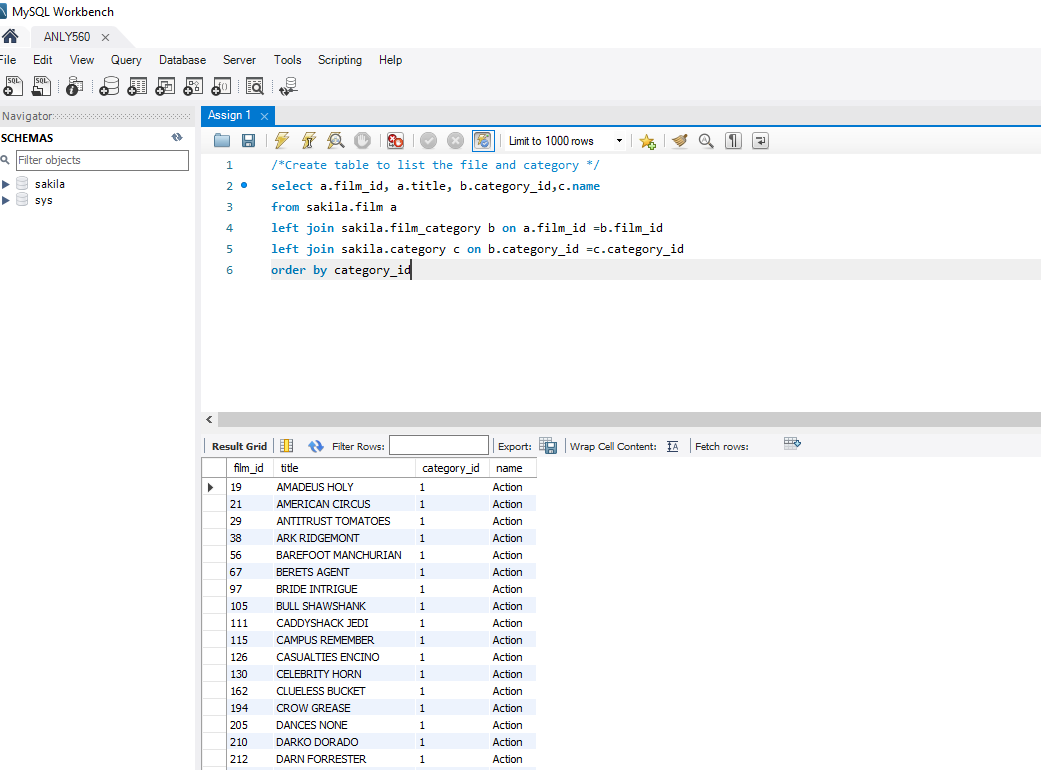 MySQL Workbench
ANLY560
File Edit View Query Database Server Tools Scripting Help
Navigator
Assign 1
SCHEMAS
Limit to 1000 rows
Filter objects
sakila
sys
1 /*Create table to list the file and category */
2 select a.film_id, a.title, b.category_id,c.name
3 from sakila.film a
4 left join sakila.film_category b on a.film_id =b.film_id
5 left join sakila.category c on b.category_id =c.category_id
6 order by category_id
Result Grid Filter Rows: Export: Wrap Cell Content: Fetch rows:
film_id title category_id name
19 AMADEUS HOLY 1 Action
21 AMERICAN CIRCUS 1 Action
29 ANTITRUST TOMATOES 1 Action
38 ARK RIDGEMONT 1 Action
56 BAREFOOT MANCHURIAN 1 Action
67 BERETS AGENT 1 Action
97 BRIDE INTRIGUE 1 Action
105 BULL SHAWSHANK 1 Action
111 CADDYSHACK JEDI 1 Action
115 CAMPUS REMEMBER 1 Action
126 CASUALTIES ENCINO 1 Action
130 CELEBRITY HORN 1 Action
162 CLUELESS BUCKET 1 Action
194 CROW GREASE 1 Action
205 DANCES NONE 1 Action
210 DARKO DORADO 1 Action
212 DARN FORRESTER 1 Action